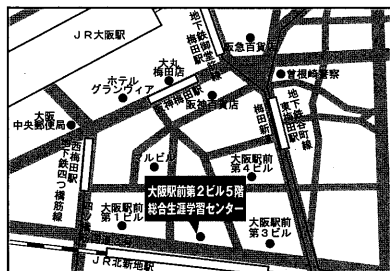 JR大阪駅
地下鉄御堂筋線
梅田駅
阪急百貨店
大丸
梅田店
ホテル
グランヴィア
阪神梅田駅
阪神百貨店
曽根崎警察
大阪
中央郵便局
梅田新道
地下鉄谷町線
東梅田駅
西梅田駅
地下鉄四つ橋筋線
ルビル
大阪駅前
第4ビル
大阪駅前第2ビル5階
総合生涯学習センター
大阪駅前
第1ビル
大阪駅前
第3ビル
JR北新地駅